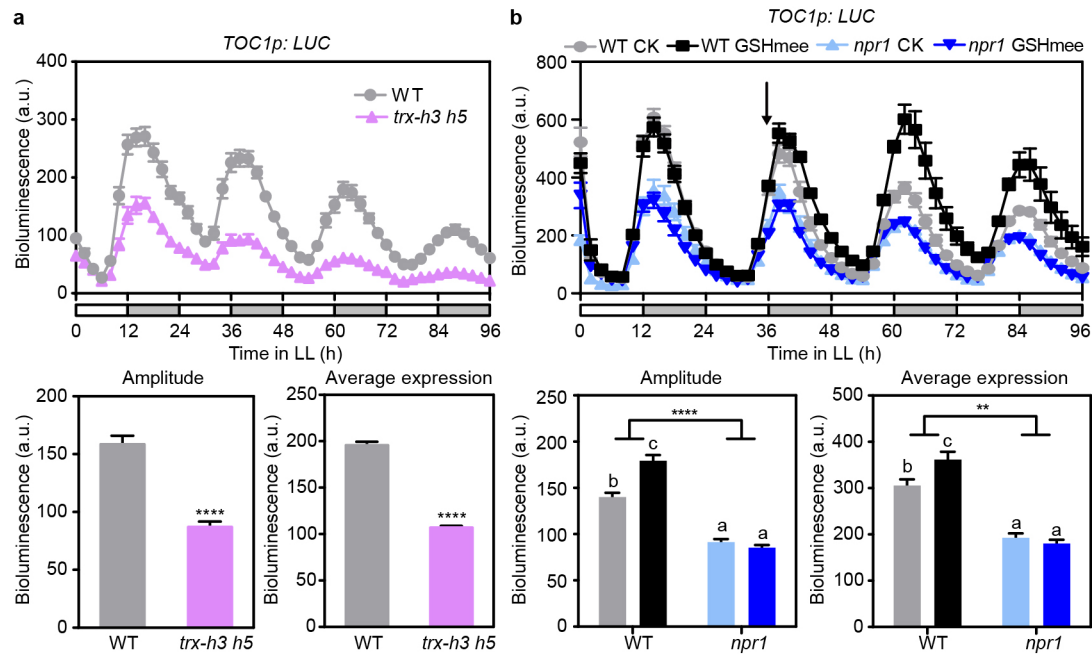 a
TOC1p: LUC
WT
trx-h3 h5
Bioluminescence (a.u.)
400
300
200
100
0
0 12 24 36 48 60 72 84 96
Time in LL (h)
b
TOC1p: LUC
WT CK WT GSHmee npr1 CK npr1 GSHmee
Bioluminescence (a.u.)
800
600
400
200
0
0 12 24 36 48 60 72 84 96
Time in LL (h)
Amplitude
Bioluminescence (a.u.)
200
150
100
50
0
****
WT trx-h3 h5
Average expression
Bioluminescence (a.u.)
250
200
150
100
50
0
****
WT trx-h3 h5
Amplitude
Bioluminescence (a.u.)
250
200
150
100
50
0
****
b c a a
WT npr1
Average expression
Bioluminescence (a.u.)
500
400
300
200
100
0
**
b c a a
WT npr1